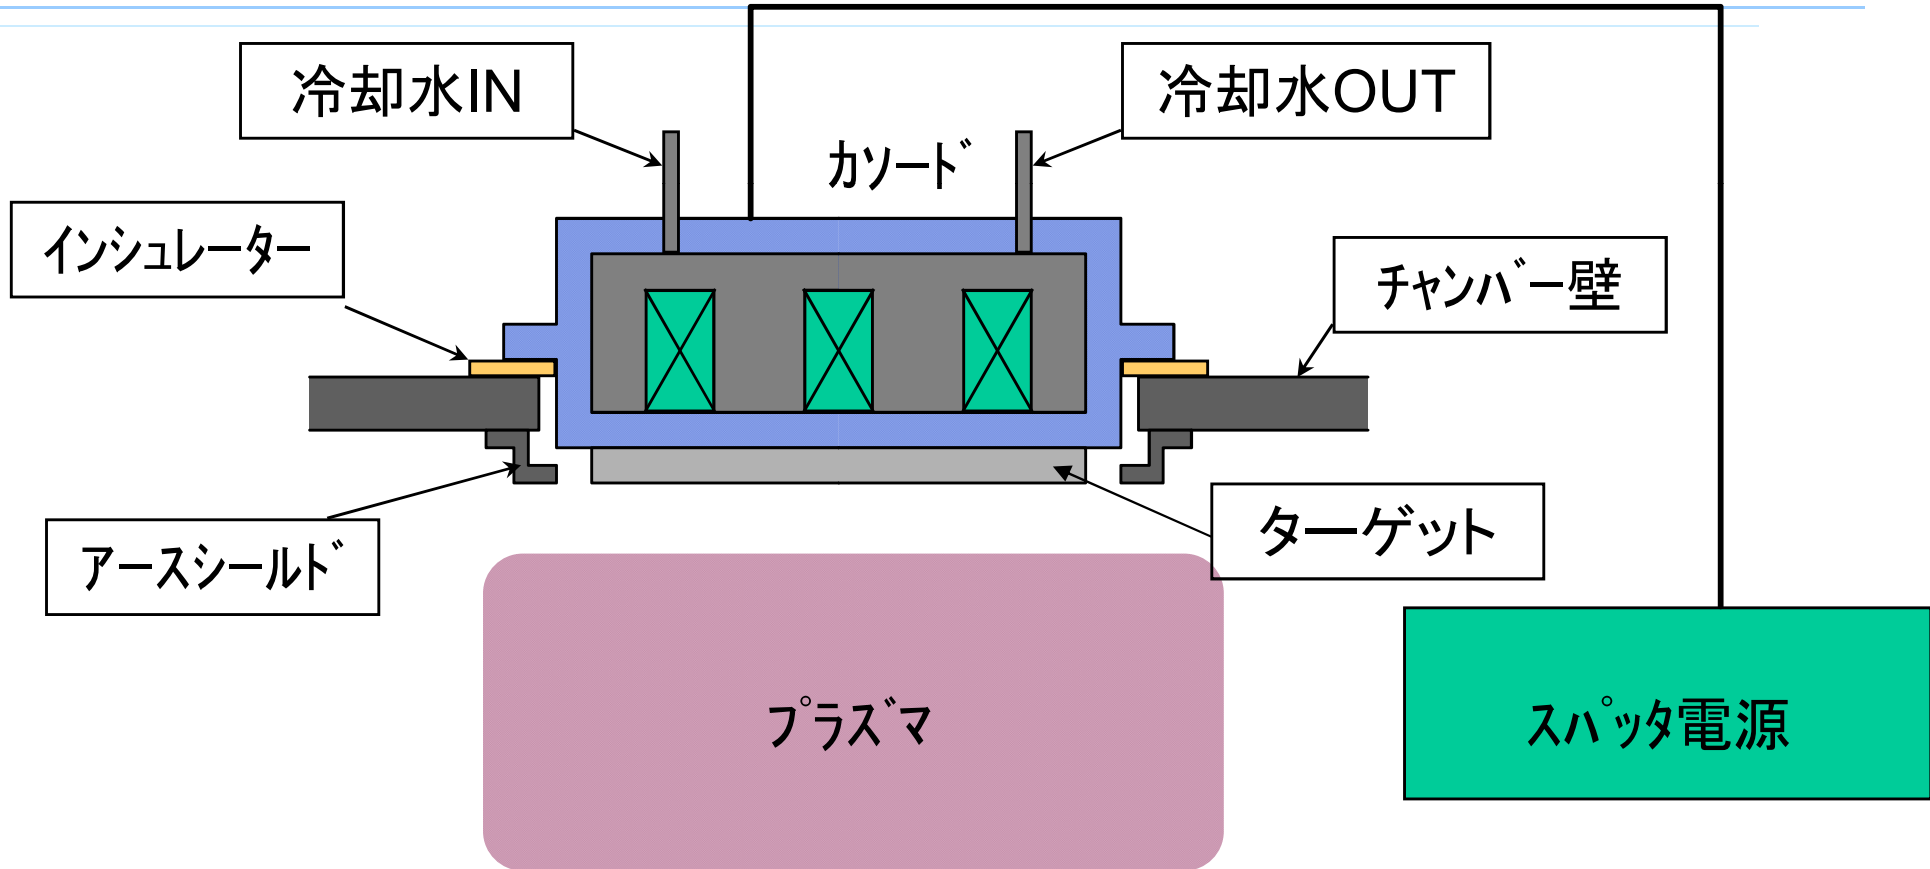 冷却水IN
冷却水OUT
ｶｿｰﾄﾞ
ｲﾝｼｭﾚｰﾀｰ
ﾁｬﾝﾊﾞｰ壁
ｱｰｽｼｰﾙﾄﾞ
ターゲット
ﾌﾟﾗｽﾞﾏ
ｽﾊﾟｯﾀ電源